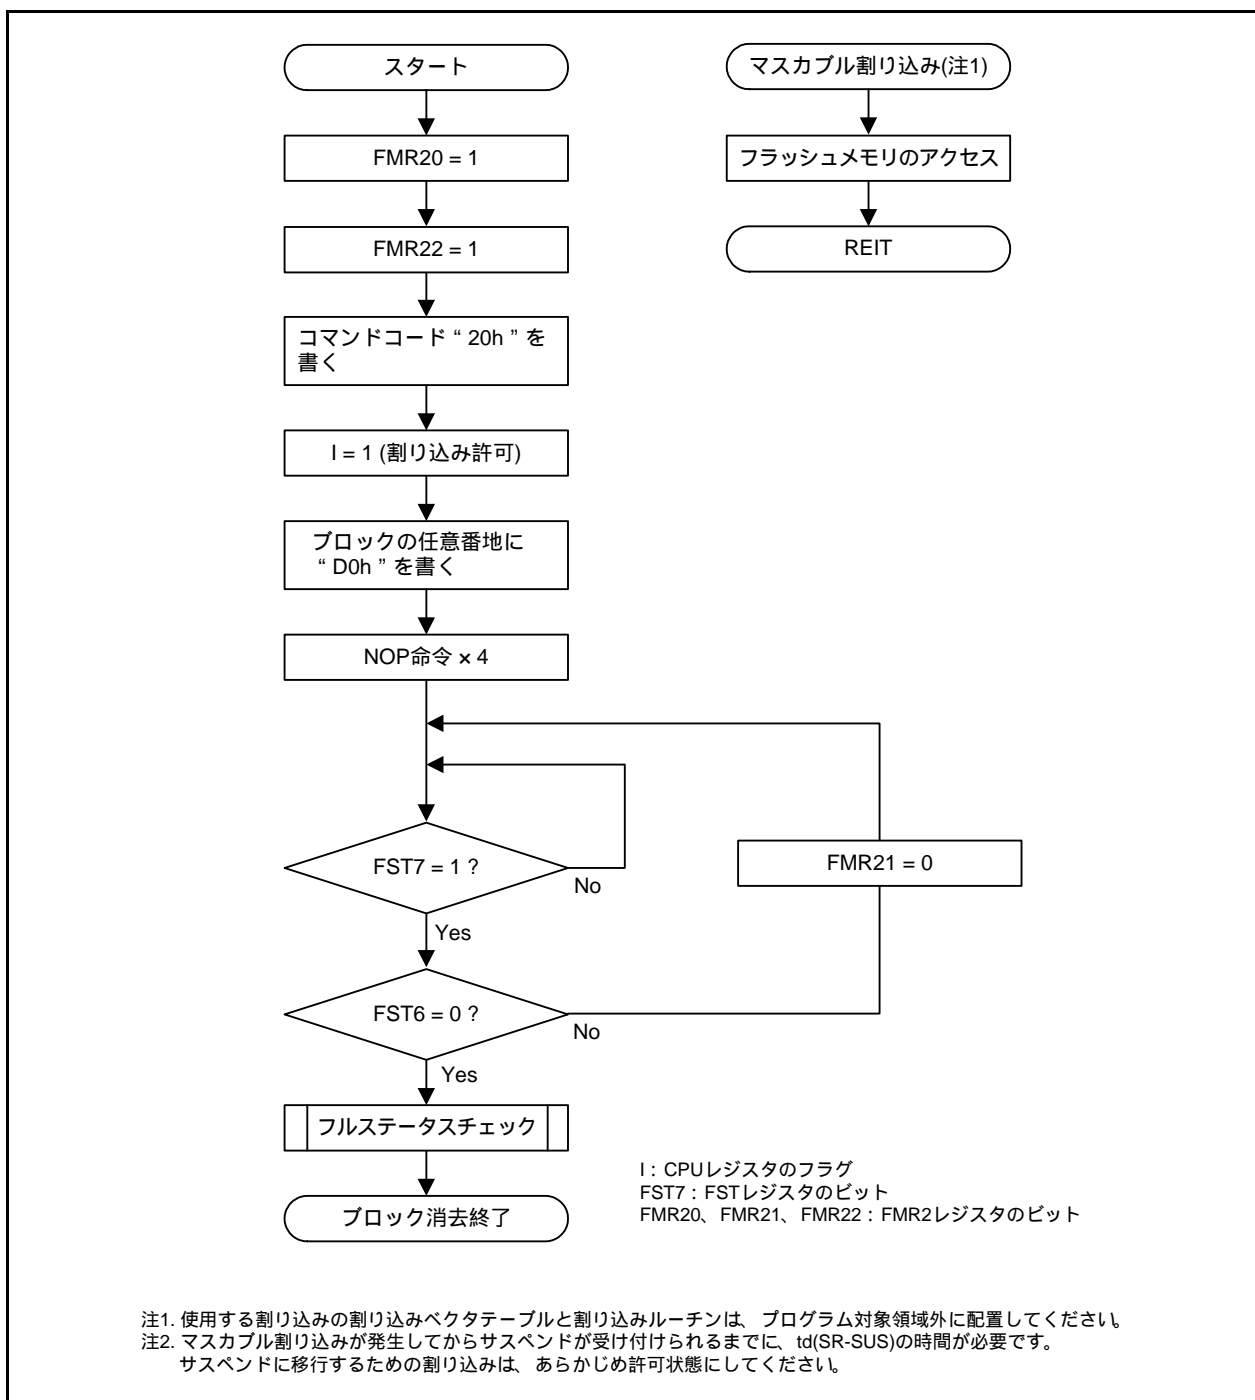 スタート
FMR20 = 1
FMR22 = 1
コマンドコード“ 20h ”を
書く
I = 1 (割り込み許可)
ブロックの任意番地に
“ D0h ”を書く
NOP命令 × 4
FST7 = 1 ?
No
Yes
FST6 = 0 ?
No
Yes
FMR21 = 0
フルステータスチェック
ブロック消去終了
マスカブル割り込み(注1)
フラッシュメモリのアクセス
REIT
I : CPUレジスタのフラグ
FST7 : FSTレジスタのビット
FMR20、FMR21、FMR22 : FMR2レジスタのビット
注1. 使用する割り込みの割り込みベクタテーブルと割り込みルーチンは、プログラム対象領域外に配置してください。
注2. マスカブル割り込みが発生してからサスペンドが受け付けられるまでに、td(SR-SUS)の時間が必要です。
サスペンドに移行するための割り込みは、あらかじめ許可状態にしてください。